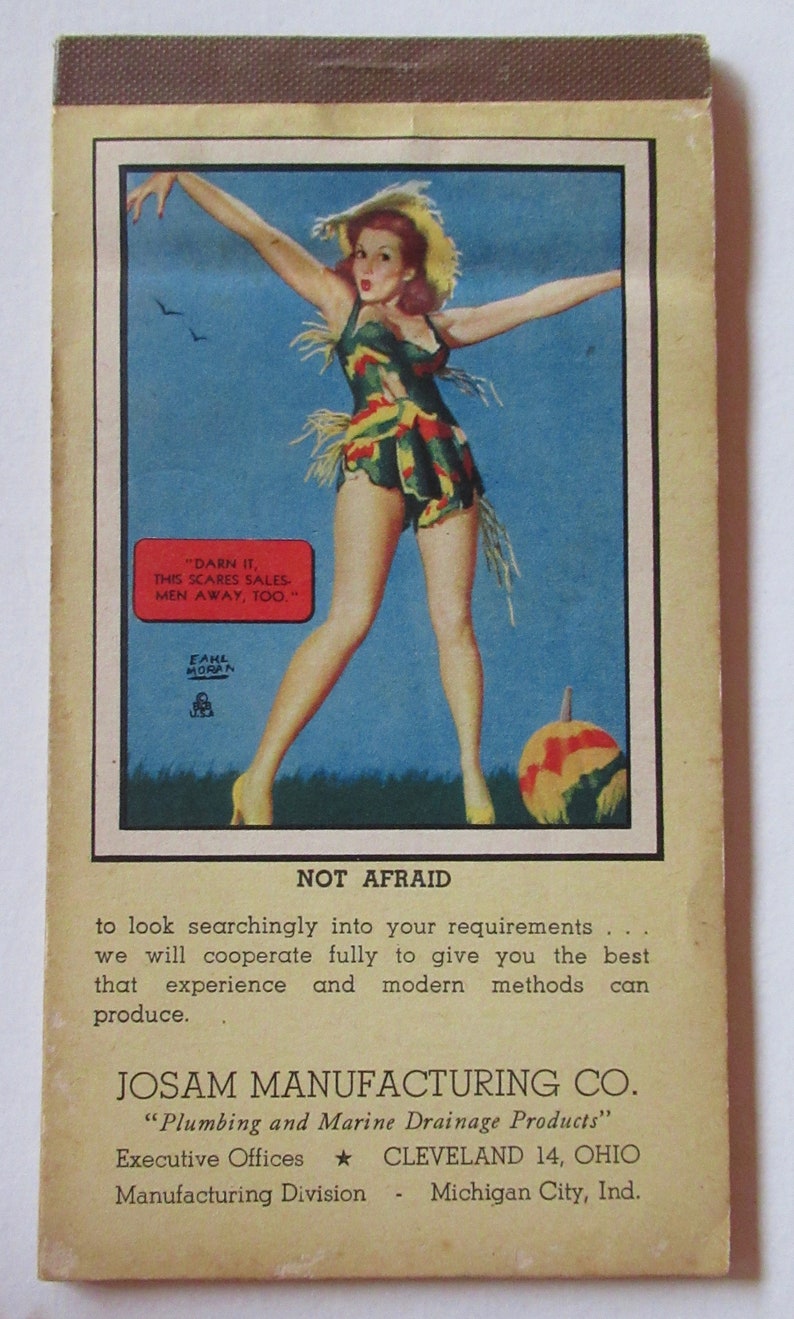 "DARN IT,
THIS SCARES SALES-
MEN AWAY, TOO."
EARL
MORAN
©
B&B
U.S.A
NOT AFRAID
to look searchingly into your requirements . . .
we will cooperate fully to give you the best
that experience and modern methods can
produce. .
JOSAM MANUFACTURING CO.
"Plumbing and Marine Drainage Products"
Executive Offices ★ CLEVELAND 14, OHIO
Manufacturing Division - Michigan City, Ind.